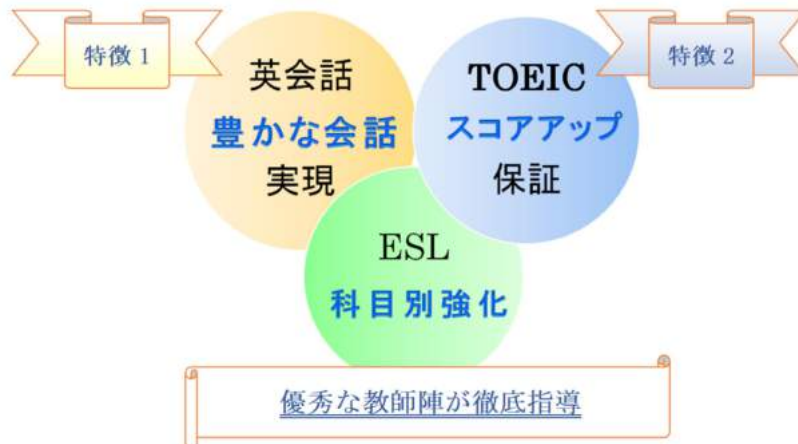 特徴 1
英会話
豊かな会話
実現
TOEIC
スコアアップ
保証
特徴 2
ESL
科目別強化
優秀な教師陣が徹底指導